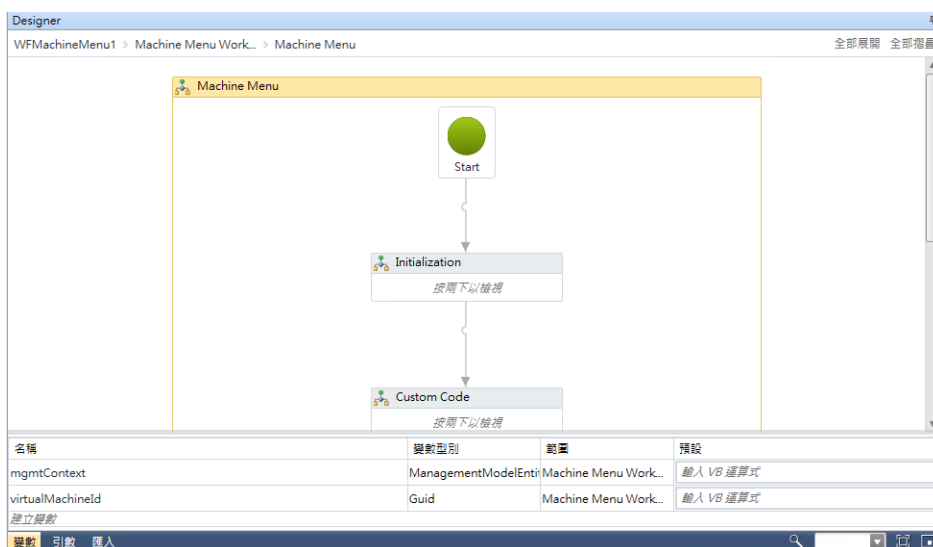 Designer
WFMachineMenu1 > Machine Menu Work... > Machine Menu
全部展開 全部摺疊
Machine Menu
Start
Initialization
按兩下以檢視
Custom Code
按兩下以檢視
名稱 變數型別 範圍 預設
mgmtContext ManagementModelEnti Machine Menu Work... 輸入 VB 運算式
virtualMachineId Guid Machine Menu Work... 輸入 VB 運算式
建立變數
變數 引數 匯入